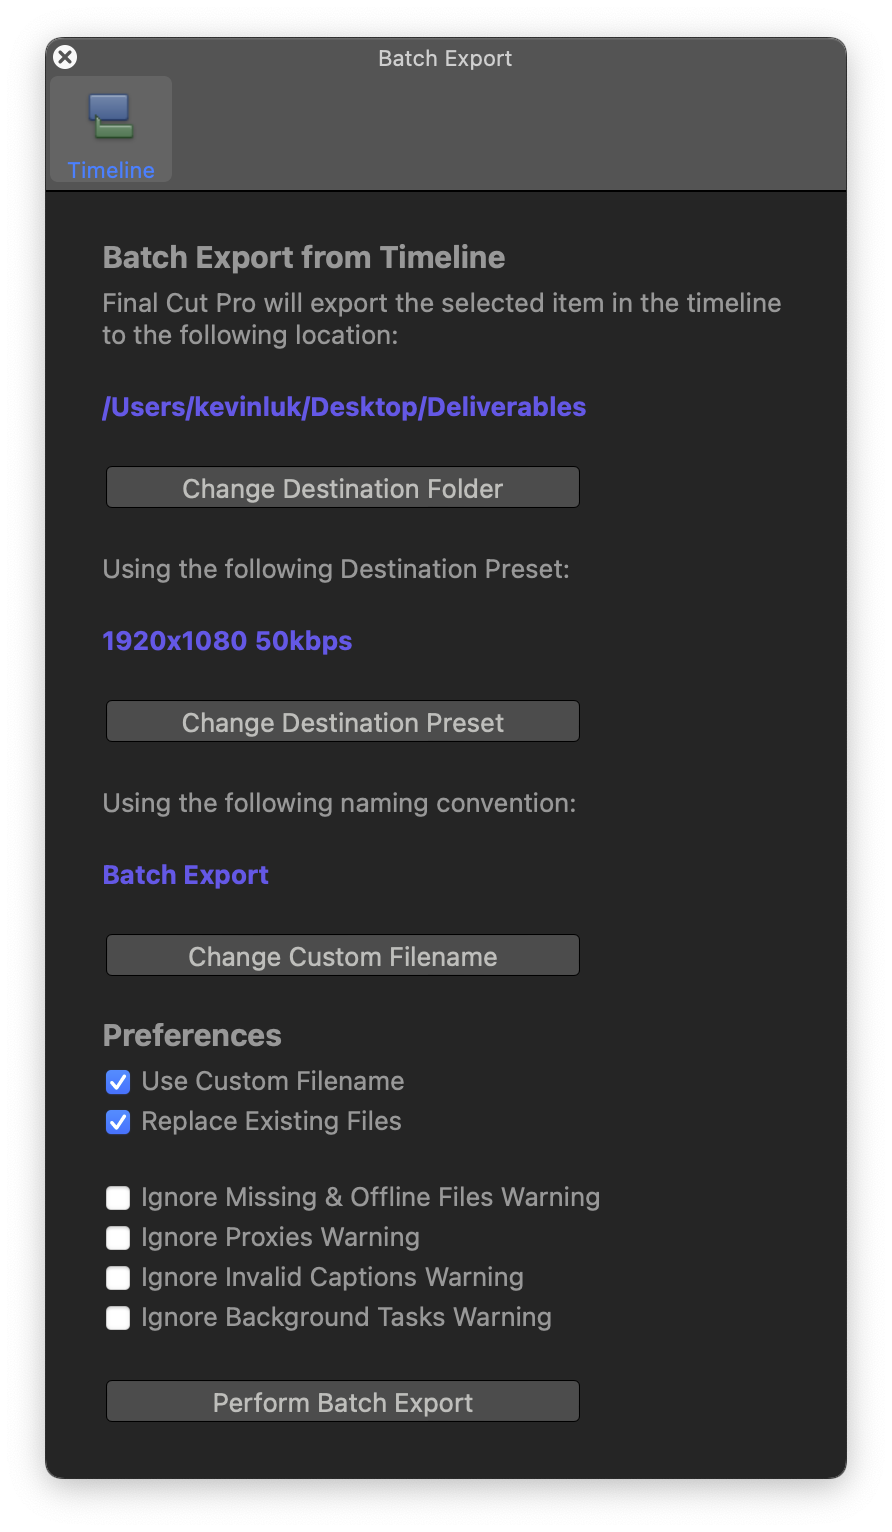 Batch Export
Timeline
Batch Export from Timeline
Final Cut Pro will export the selected item in the timeline
to the following location:
/Users/kevinluk/Desktop/Deliverables
Change Destination Folder
Using the following Destination Preset:
1920x1080 50kbps
Change Destination Preset
Using the following naming convention:
Batch Export
Change Custom Filename
Preferences
Use Custom Filename
Replace Existing Files
Ignore Missing & Offline Files Warning
Ignore Proxies Warning
Ignore Invalid Captions Warning
Ignore Background Tasks Warning
Perform Batch Export